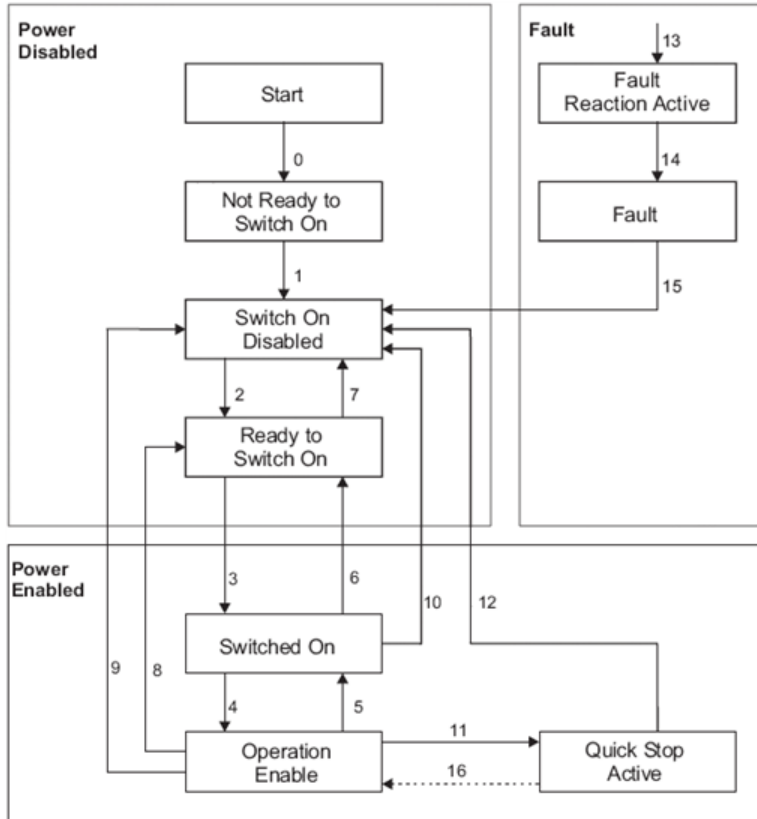 Power
Disabled
Start
0
Not Ready to
Switch On
1
Switch On
Disabled
2
7
Ready to
Switch On
Fault
13
Fault
Reaction Active
14
Fault
15
Power
Enabled
3
6
10
12
Switched On
9
8
4
5
Operation
Enable
11
16
Quick Stop
Active